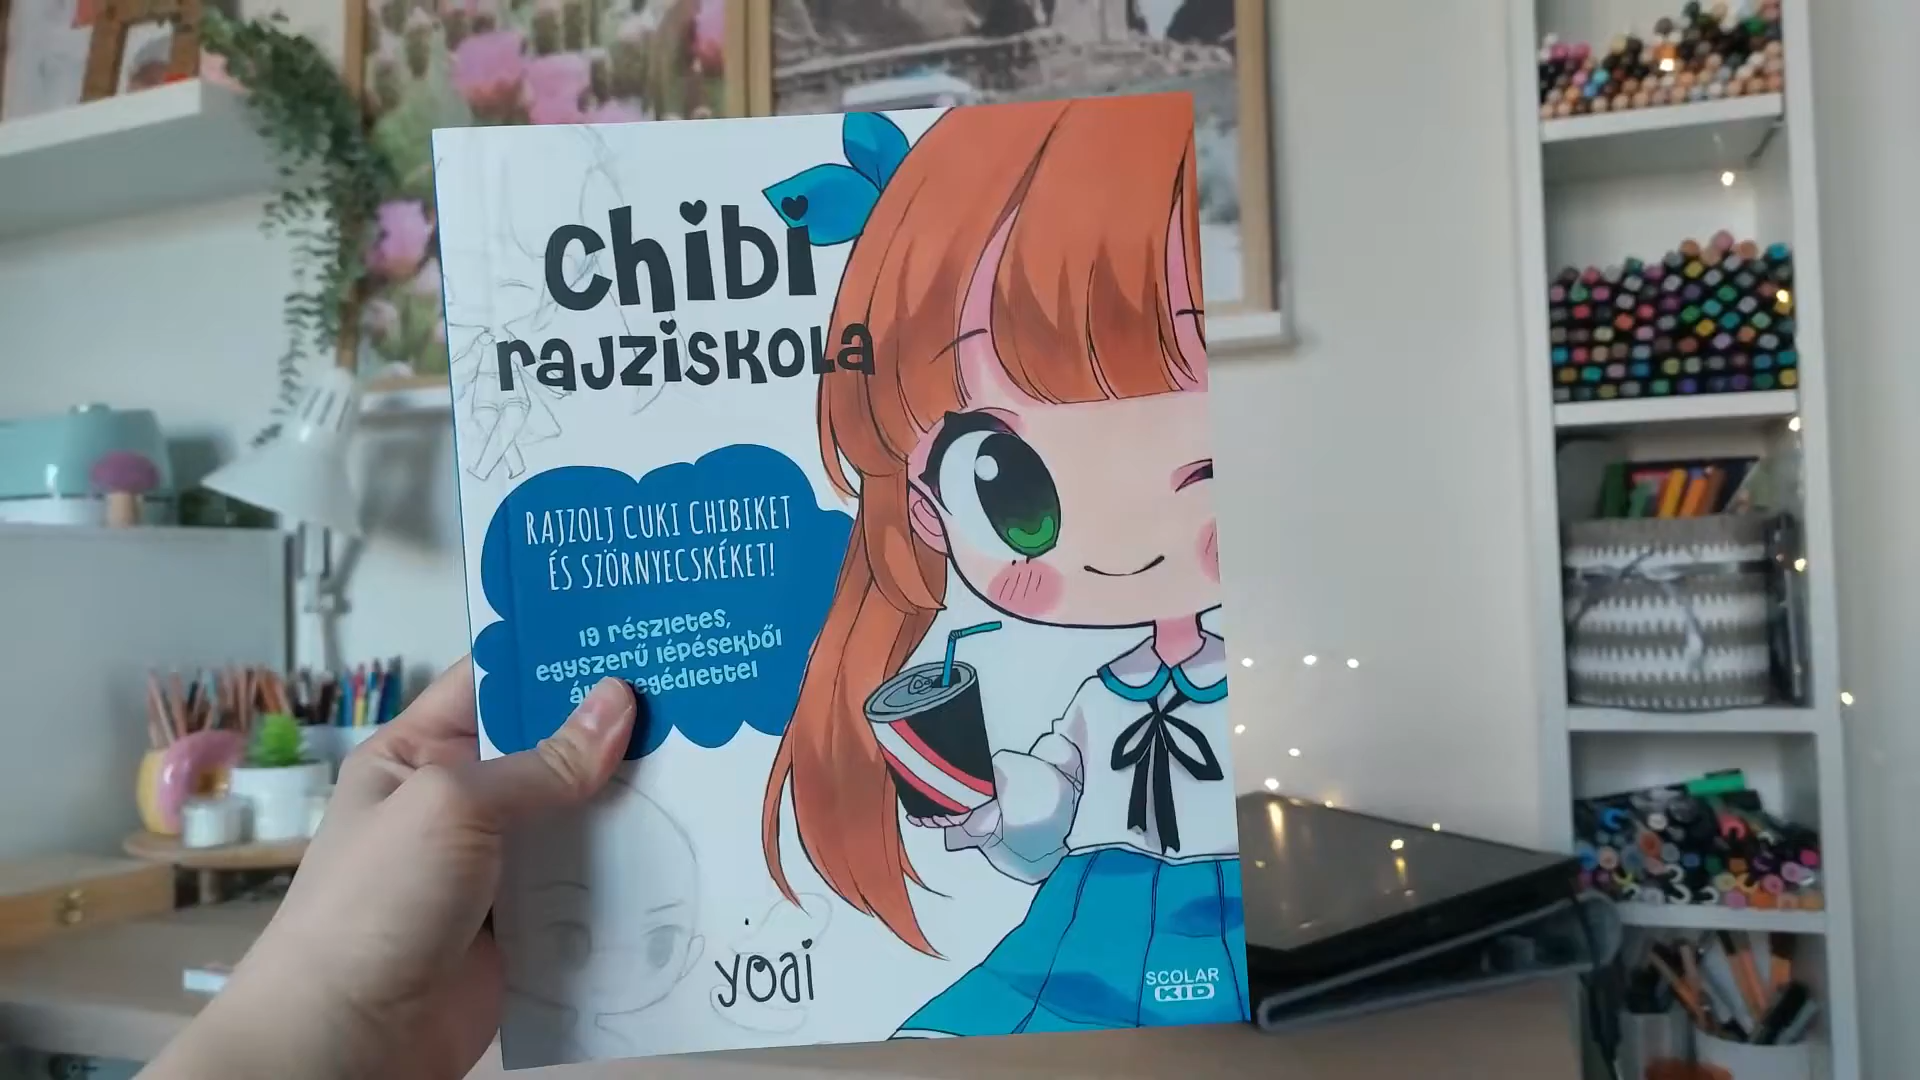 chibi
rajziskola
RAJZOLJ CUKI CHIBIKET
ÉS SZÖRNYECSKÉKET!
19 részletes,
egyszerű lépésekből
yoai
SCOLAR
KID